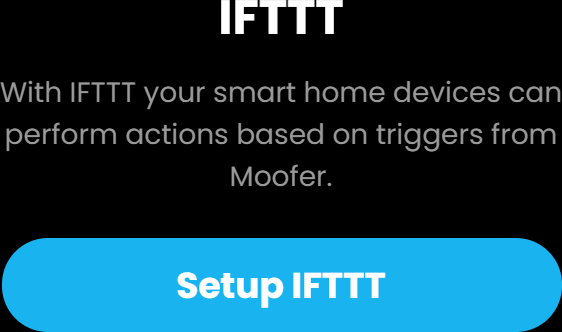 IFTTT
With IFTTT your smart home devices can
perform actions based on triggers from
Moofer.
Setup IFTTT